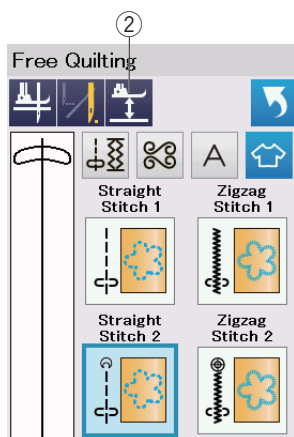 ②
Free Quilting
A
Straight Stitch 1
Zigzag Stitch 1
Straight Stitch 2
Zigzag Stitch 2